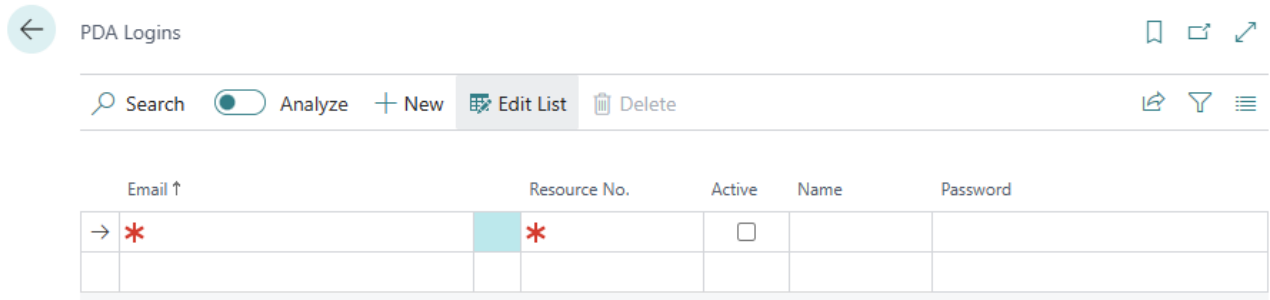 PDA Logins
Search Analyze New Edit List Delete
Email ↑ Resource No. Active Name Password
* *